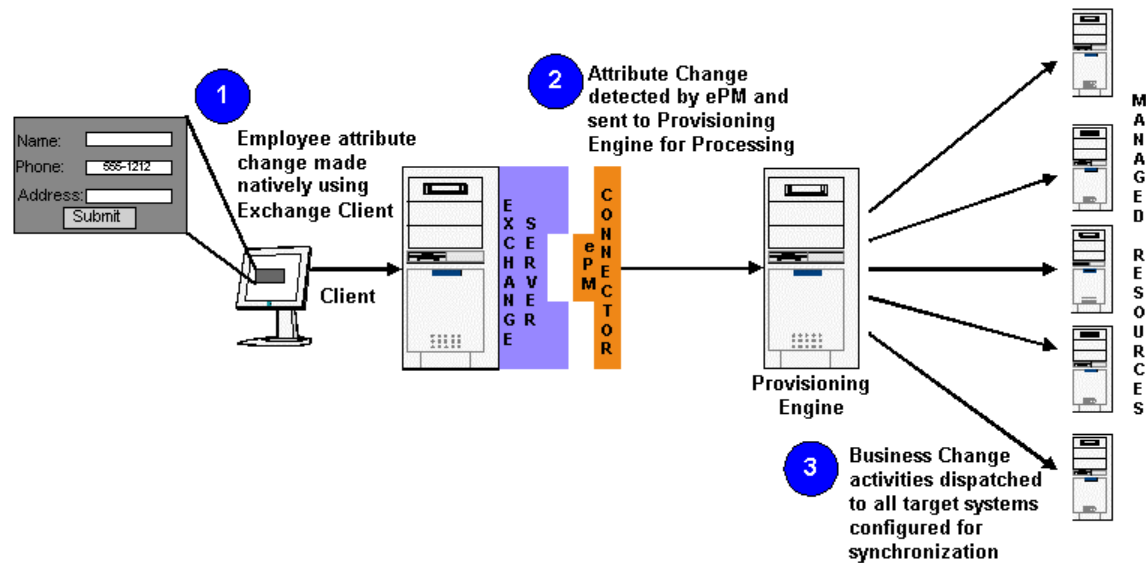 1
Employee attribute
change made
natively using
Exchange Client
Name:
Phone: 555-1212
Address:
Submit
Client
EXCHANGE
SERVER
ePM
CONNECTOR
2
Attribute Change
detected by ePM and
sent to Provisioning
Engine for Processing
Provisioning
Engine
3
Business Change
activities dispatched
to all target systems
configured for
synchronization
MANAGED RESOURCES